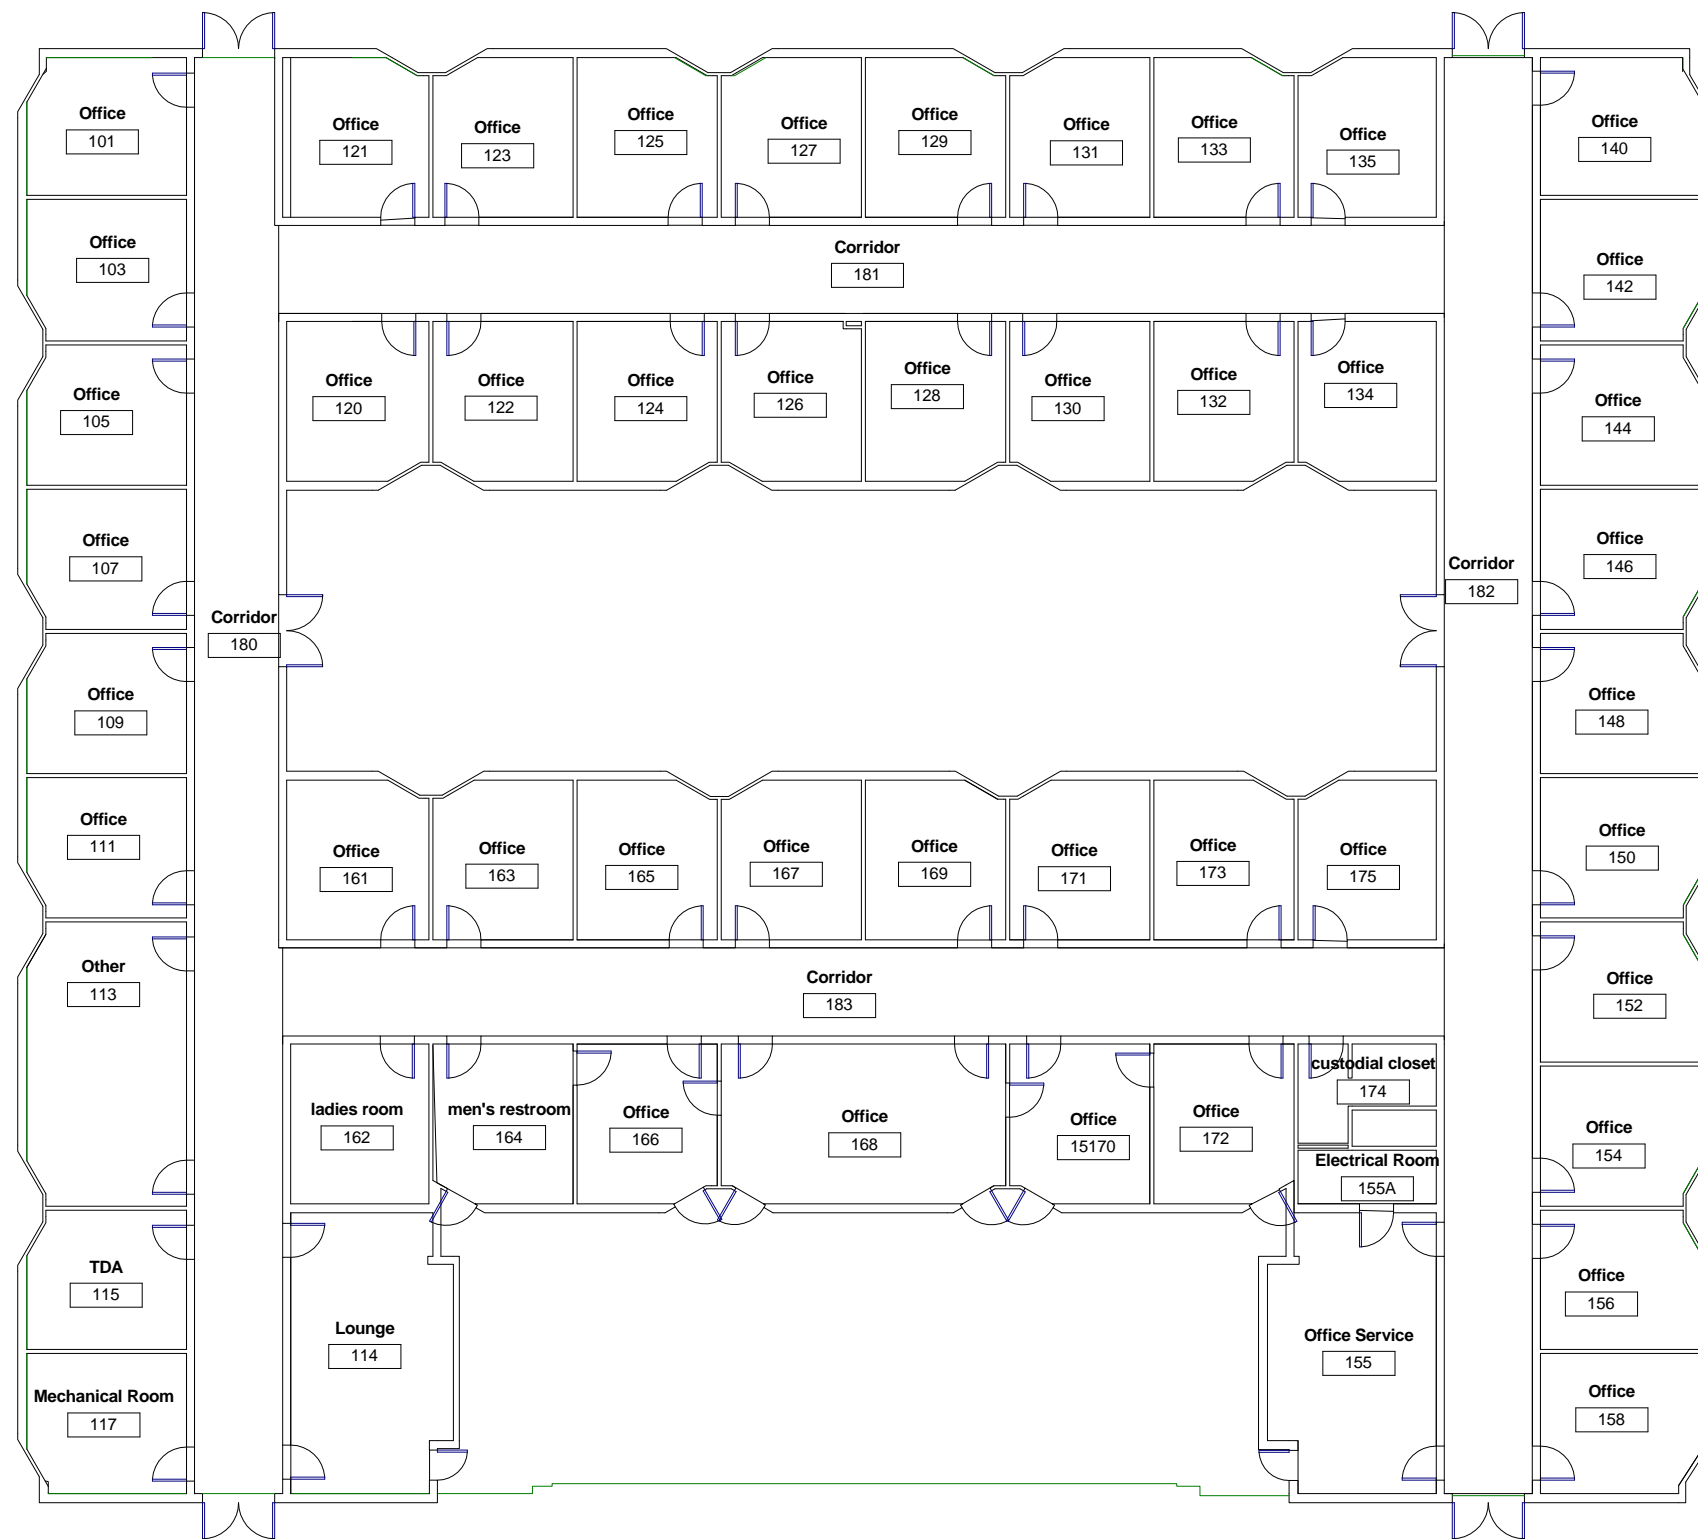 Office
101
Office
121
Office
123
Office
125
Office
127
Office
129
Office
131
Office
133
Office
135
Office
140
Office
103
Corridor
181
Office
142
Office
105
Office
120
Office
122
Office
124
Office
126
Office
128
Office
130
Office
132
Office
134
Office
144
Office
107
Corridor
180
Corridor
182
Office
146
Office
109
Office
148
Office
111
Office
161
Office
163
Office
165
Office
167
Office
169
Office
171
Office
173
Office
175
Office
150
Other
113
Corridor
183
Office
152
ladies room
162
men's restroom
164
Office
166
Office
168
Office
15170
Office
172
custodial closet
174
Electrical Room
155A
Office
154
TDA
115
Lounge
114
Office Service
155
Office
156
Mechanical Room
117
Office
158